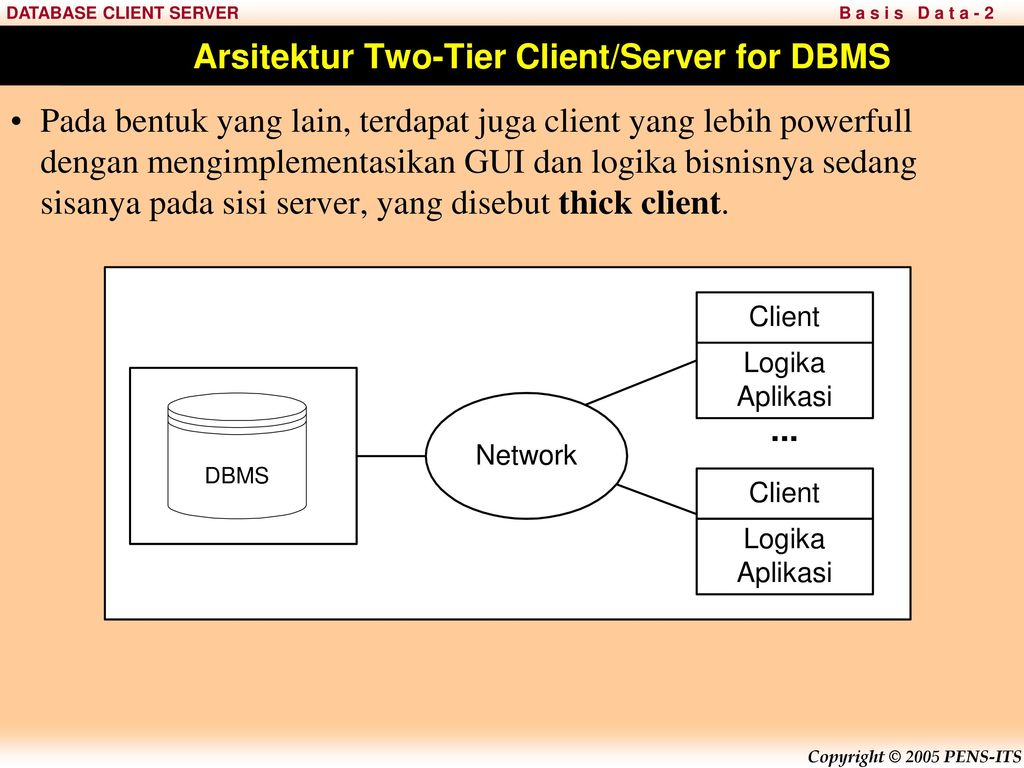 DATABASE CLIENT SERVER
Basis Data-2
Arsitektur Two-Tier Client/Server for DBMS
• Pada bentuk yang lain, terdapat juga client yang lebih powerfull
dengan mengimplementasikan GUI dan logika bisnisnya sedang
sisanya pada sisi server, yang disebut thick client.
Client
Logika
Aplikasi
...
Network
DBMS
Client
Logika
Aplikasi
Copyright © 2005 PENS-ITS